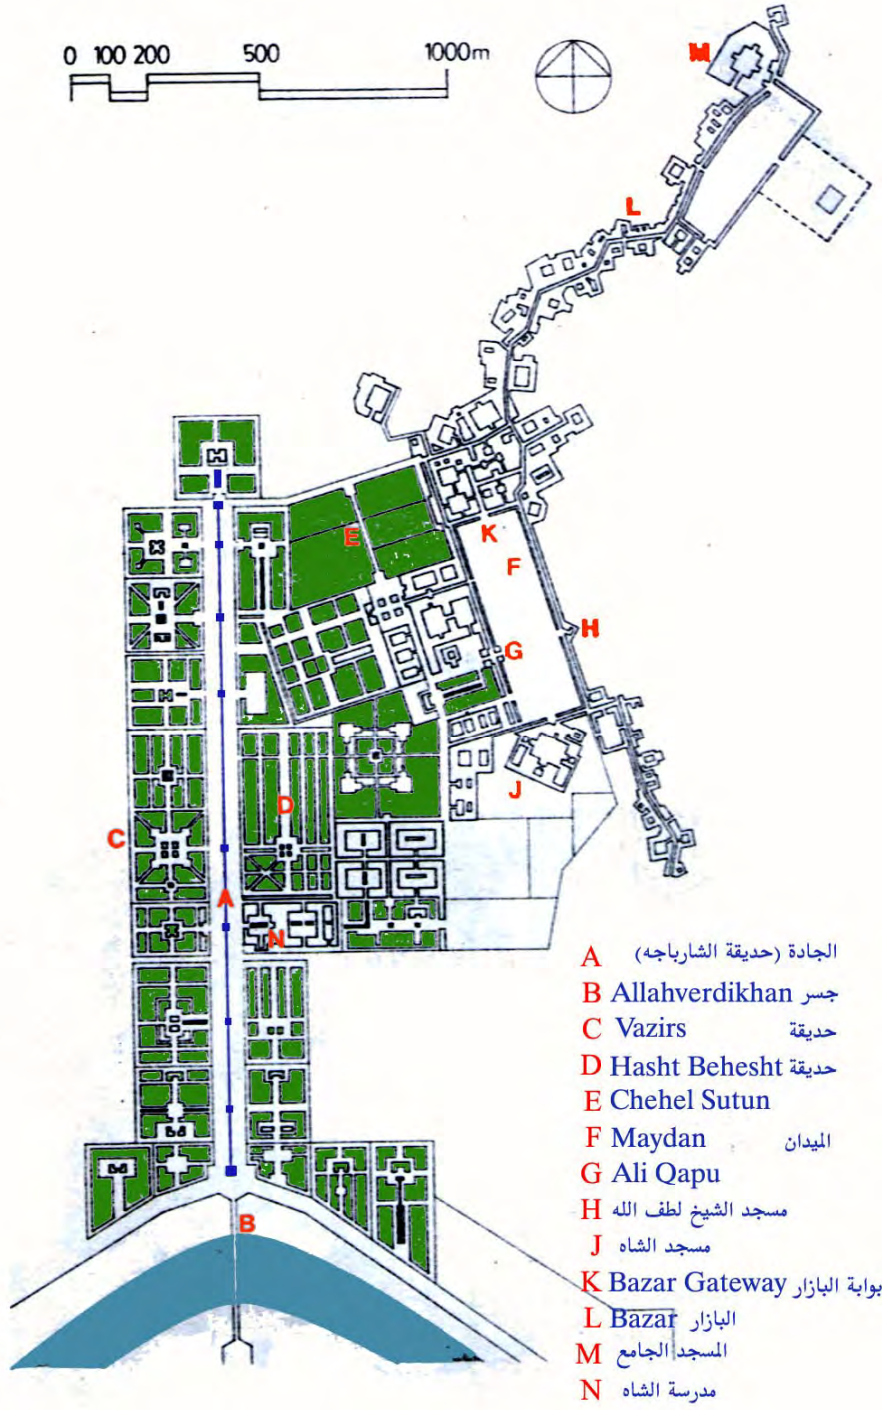 0 100 200 500 1000m
M
L
K
E
F
H
G
J
D
C
A
N
B
A الجادة (حديقة الشارباجه)
B Allahverdikhan جسر
C Vazirs حديقة
D Hasht Behesht حديقة
E Chehel Sutun
F Maydan الميدان
G Ali Qapu
H مسجد الشيخ لطف الله
J مسجد الشاه
K Bazar Gateway بوابة البازار
L Bazar البازار
M المسجد الجامع
N مدرسة الشاه